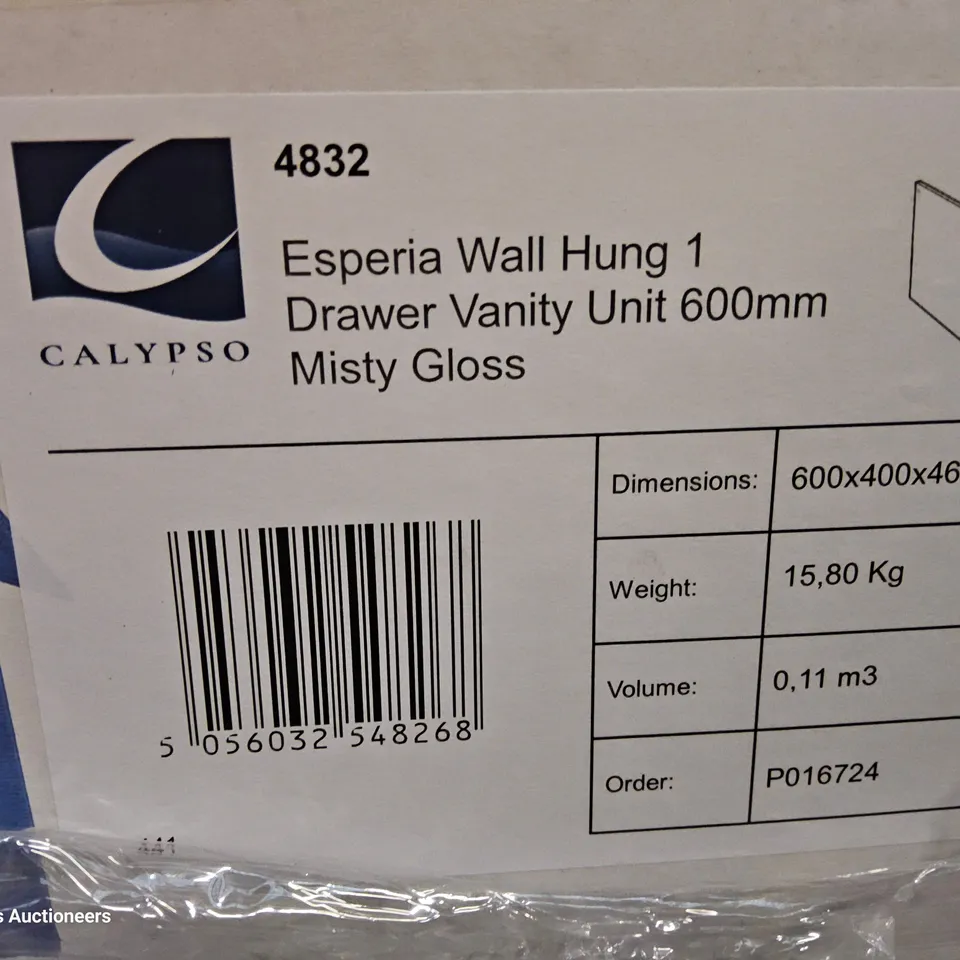 4832
Esperia Wall Hung 1
Drawer Vanity Unit 600mm
Misty Gloss
CALYPSO
Dimensions: 600x400x46
Weight: 15,80 Kg
Volume: 0,11 m3
Order: P016724
5 056032 548268
441
s Auctioneers